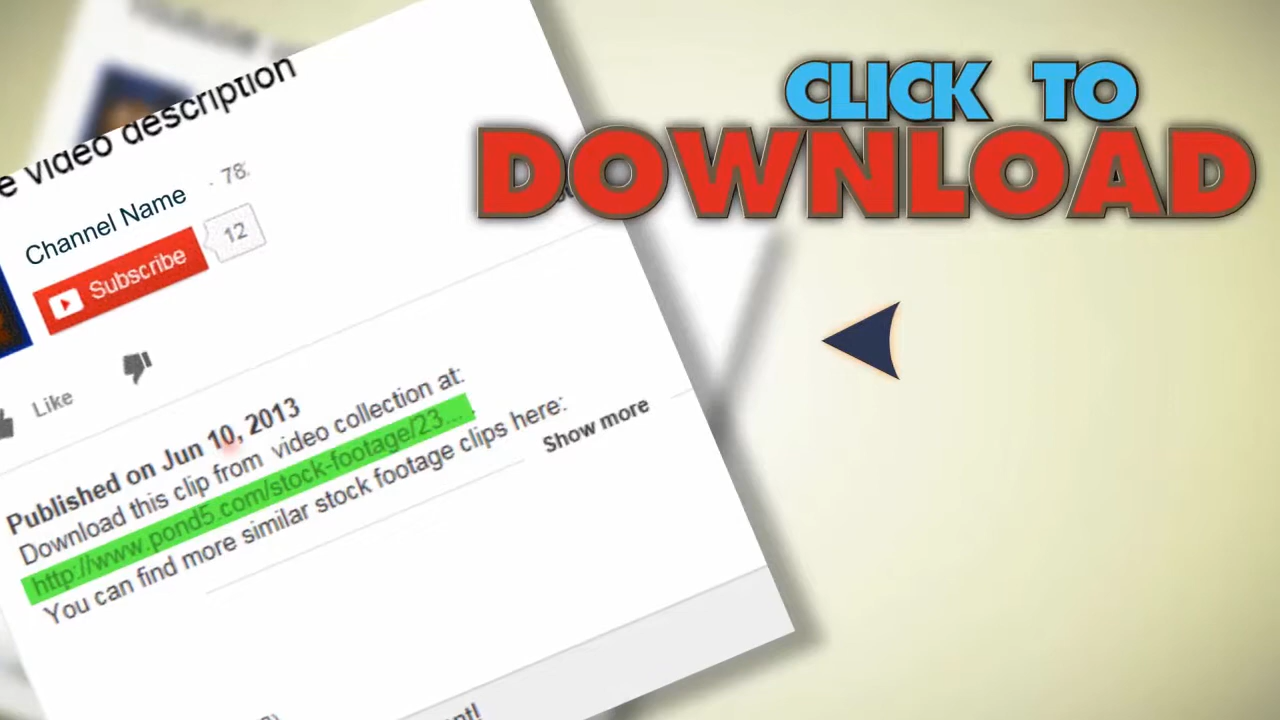 CLICK TO
DOWNLOAD
e video description
Channel Name
78
Subscribe
12
Like
Published on Jun 10, 2013
Download this clip from video collection at:
http://www.pond5.com/stock-footage/23...
You can find more similar stock footage clips here:
Show more